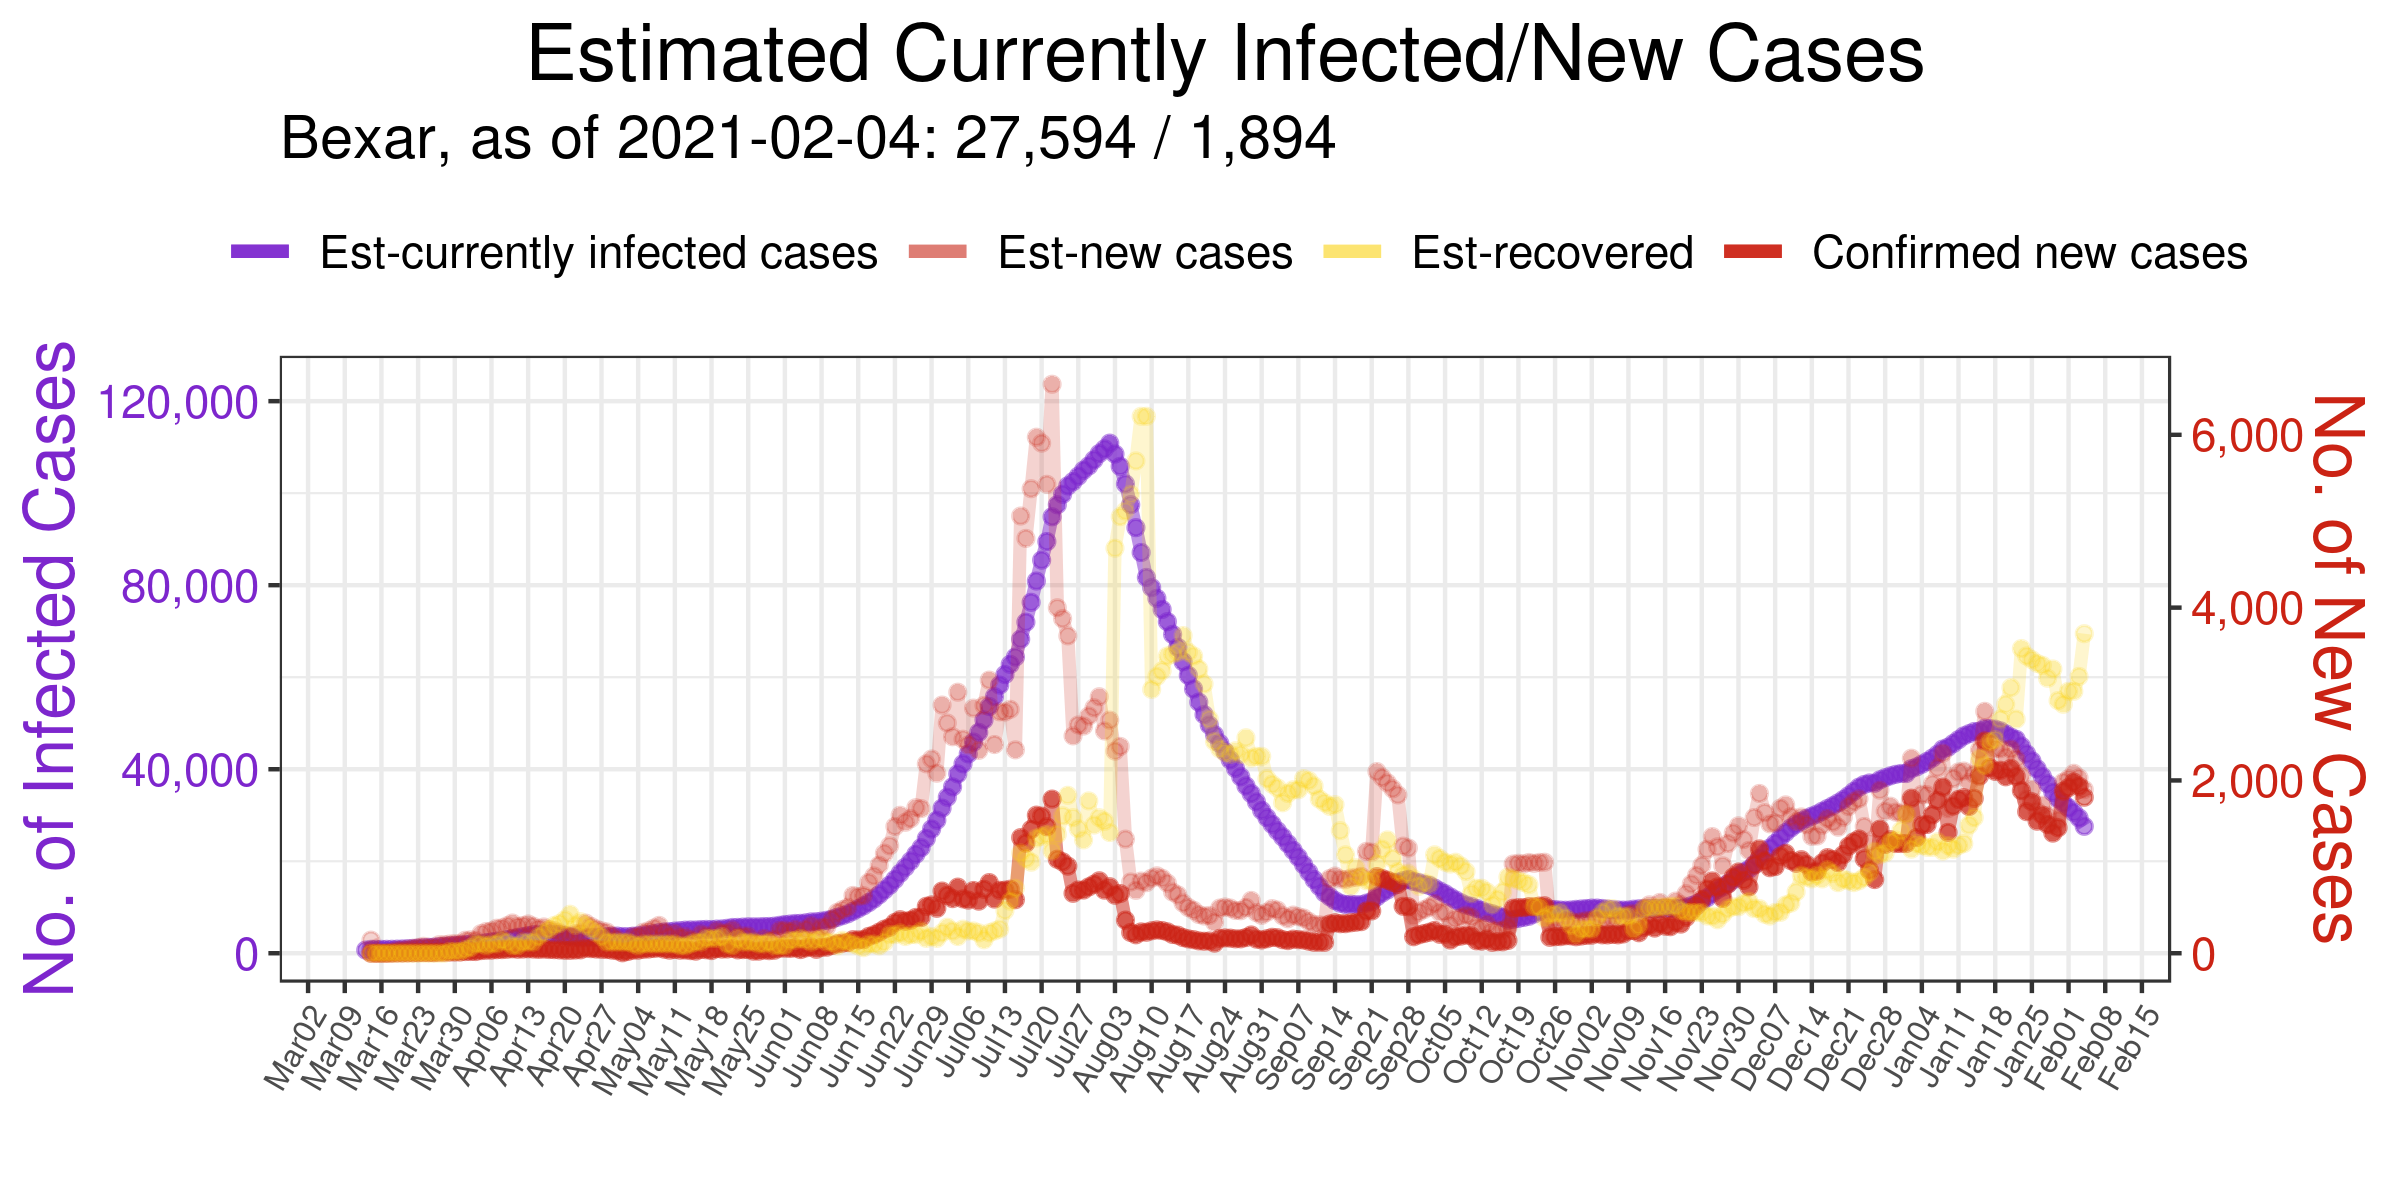 Estimated Currently Infected/New Cases
Bexar, as of 2021-02-04: 27,594 / 1,894
Est-currently infected cases Est-new cases Est-recovered Confirmed new cases
No. of Infected Cases
120,000
80,000
40,000
0
6,000
4,000
2,000
0
No. of New Cases
Mar02 Mar09 Mar16 Mar23 Mar30 Apr06 Apr13 Apr20 Apr27 May04 May11 May18 May25 Jun01 Jun08 Jun15 Jun22 Jun29 Jul06 Jul13 Jul20 Jul27 Aug03 Aug10 Aug17 Aug24 Aug31 Sep07 Sep14 Sep21 Sep28 Oct05 Oct12 Oct19 Oct26 Nov02 Nov09 Nov16 Nov23 Nov30 Dec07 Dec14 Dec21 Dec28 Jan04 Jan11 Jan18 Jan25 Feb01 Feb08 Feb15